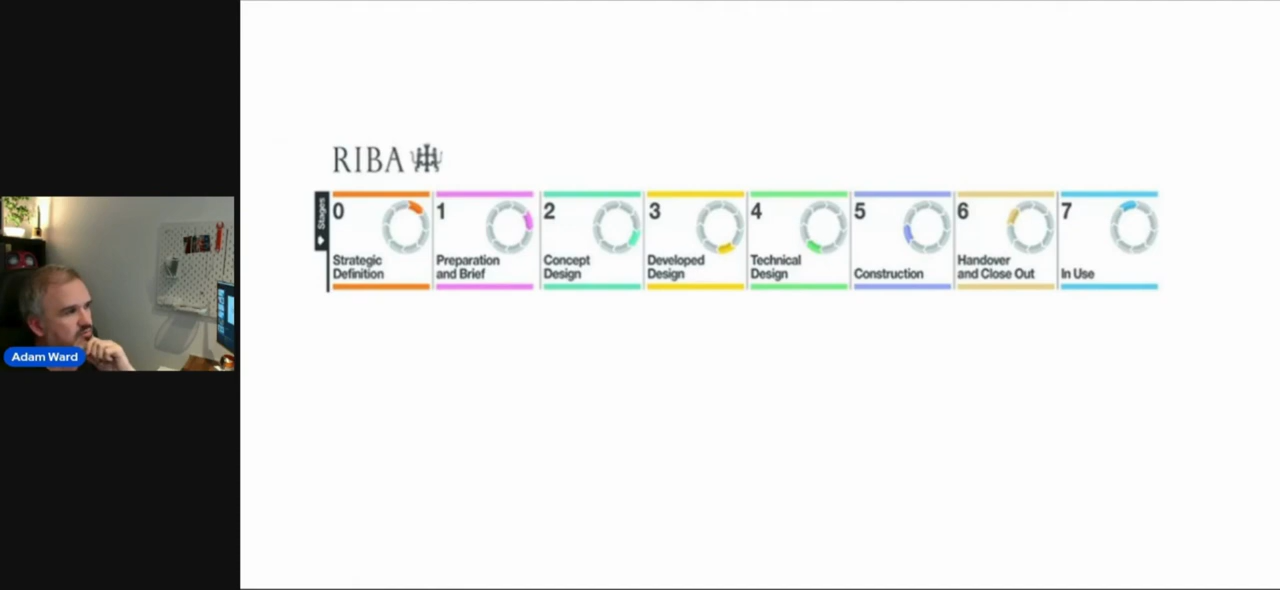 RIBA
Stages
0
Strategic
Definition
1
Preparation
and Brief
2
Concept
Design
3
Developed
Design
4
Technical
Design
5
Construction
6
Handover
and Close Out
7
In Use
Adam Ward